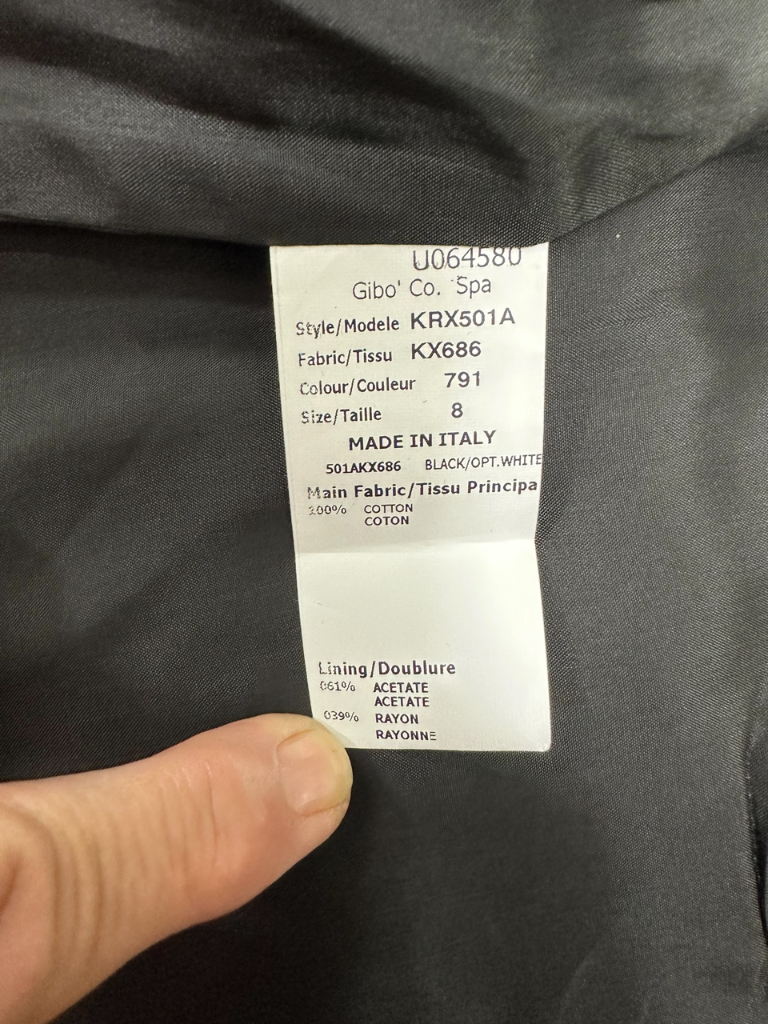 U064580
Gibo' Co. Spa
Style/Modele KRX501A
Fabric/Tissu KX686
Colour/Couleur 791
Size/Taille 8
MADE IN ITALY
501AKX686 BLACK/OPT.WHITE
Main Fabric/Tissu Principa
100% COTTON
COTON
Lining/Doublure
061% ACETATE
ACETATE
039% RAYON
RAYONNE